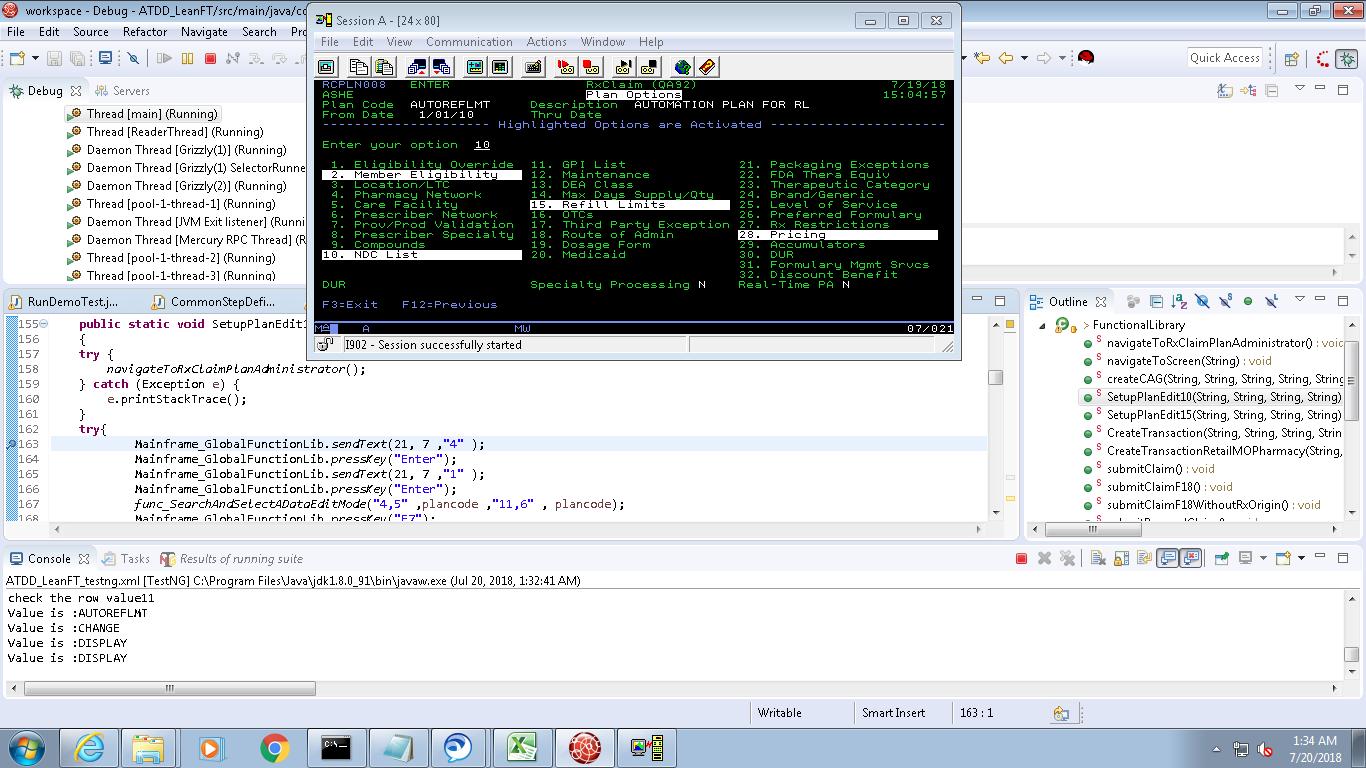 workspace - Debug - ATDD_LeanFT/src/main/java/co
File Edit Source Refactor Navigate Search Pr
Quick Access
Debug Servers
Thread [main] (Running)
Thread [ReaderThread] (Running)
Daemon Thread [Grizzly(1)] (Running)
Daemon Thread [Grizzly(1) SelectorRunne
Daemon Thread [Grizzly(2)] (Running)
Thread [pool-1-thread-1] (Running)
Daemon Thread [JVM Exit listener] (Runni
Daemon Thread [Mercury RPC Thread] (R
Thread [pool-1-thread-2] (Running)
Thread [pool-1-thread-3] (Running)
Session A - [24 x 80]
File Edit View Communication Actions Window Help
RCPLN008 ENTER RxClaim (QA92) 7/19/18
ASHE Plan Options 15:04:57
Plan Code AUTOREFLMT Description AUTOMATION PLAN FOR RL
From Date 1/01/10 Thru Date
Highlighted Options are Activated
Enter your option 10
1. Eligibility Override 11. GPI List 21. Packaging Exceptions
2. Member Eligibility 12. Maintenance 22. FDA Thera Equiv
3. Location/LTC 13. DEA Class 23. Therapeutic Category
4. Pharmacy Network 14. Max Days Supply/Qty 24. Brand/Generic
5. Care Facility 15. Refill Limits 25. Level of Service
6. Prescriber Network 16. OTCs 26. Preferred Formulary
7. Prov/Prod Validation 17. Third Party Exception 27. Rx Restrictions
8. Prescriber Specialty 18. Route of Admin 28. Pricing
9. Compounds 19. Dosage Form 29. Accumulators
10. NDC List 20. Medicaid 30. DUR
31. Formulary Mgmt Srvcs
32. Discount Benefit
DUR Specialty Processing N Real-Time PA N
F3=Exit F12=Previous
MA A MW 07/021
I902 - Session successfully started
RunDemoTest.j... CommonStepDefi...
155 public static void SetupPlanEdit1
156 {
157 try {
158 navigateToRxClaimPlanAdministrator();
159 } catch (Exception e) {
160 e.printStackTrace();
161 }
162 try{
163 Mainframe_GlobalFunctionLib.sendText(21, 7 ,"4" );
164 Mainframe_GlobalFunctionLib.pressKey("Enter");
165 Mainframe_GlobalFunctionLib.sendText(21, 7 ,"1" );
166 Mainframe_GlobalFunctionLib.pressKey("Enter");
167 func_SearchAndSelectADataEditMode("4,5" ,plancode ,"11,6" , plancode);
168 Mainframe_GlobalFunctionLib.pressKey("F7");
Outline
> FunctionalLibrary
navigateToRxClaimPlanAdministrator() : voic
navigateToScreen(String) : void
createCAG(String, String, String, String, String
SetupPlanEdit10(String, String, String, String)
SetupPlanEdit15(String, String, String, String)
CreateTransaction(String, String, String, Strin
CreateTransactionRetailMOPharmacy(String,
submitClaim() : void
submitClaimF18() : void
submitClaimF18WithoutRxOrigin() : void
Console Tasks Results of running suite
ATDD_LeanFT_testng.xml [TestNG] C:\Program Files\Java\jdk1.8.0_91\bin\javaw.exe (Jul 20, 2018, 1:32:41 AM)
check the row value11
Value is :AUTOREFLMT
Value is :CHANGE
Value is :DISPLAY
Value is :DISPLAY
Writable Smart Insert 163 : 1
1:34 AM
7/20/2018